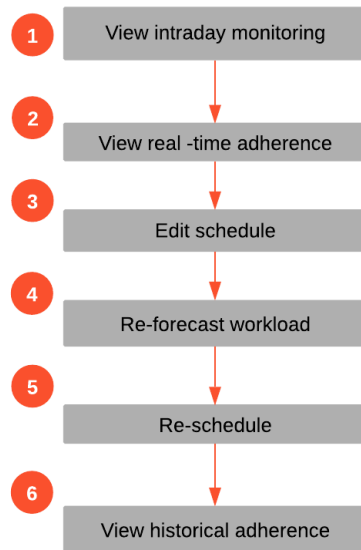 1
View intraday monitoring
2
View real -time adherence
3
Edit schedule
4
Re-forecast workload
5
Re-schedule
6
View historical adherence